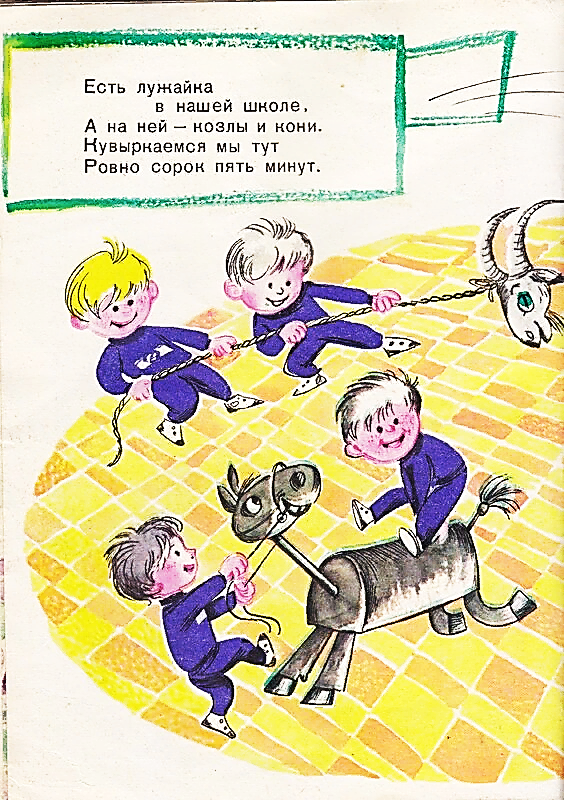 Есть лужайка
в нашей школе,
А на ней — козлы и кони.
Кувыркаемся мы тут
Ровно сорок пять минут.